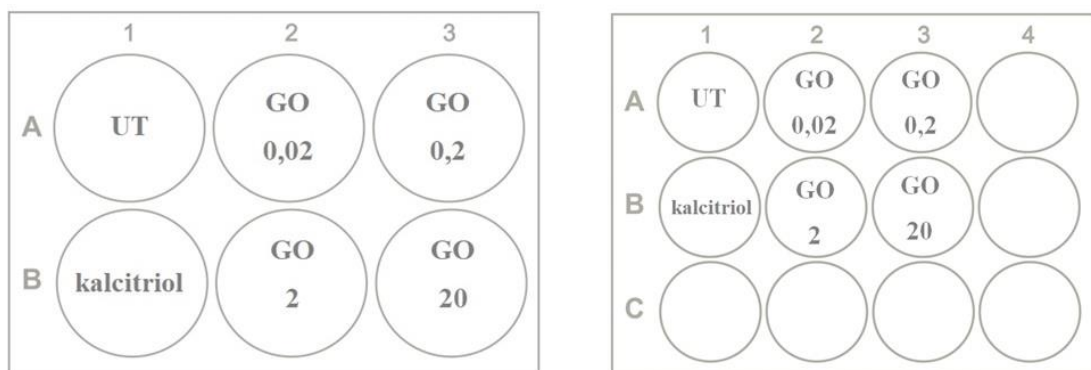 1 2 3
A UT GO 0,02 GO 0,2
B kalcitriol GO 2 GO 20
1 2 3 4
A UT GO 0,02 GO 0,2
B kalcitriol GO 2 GO 20
C